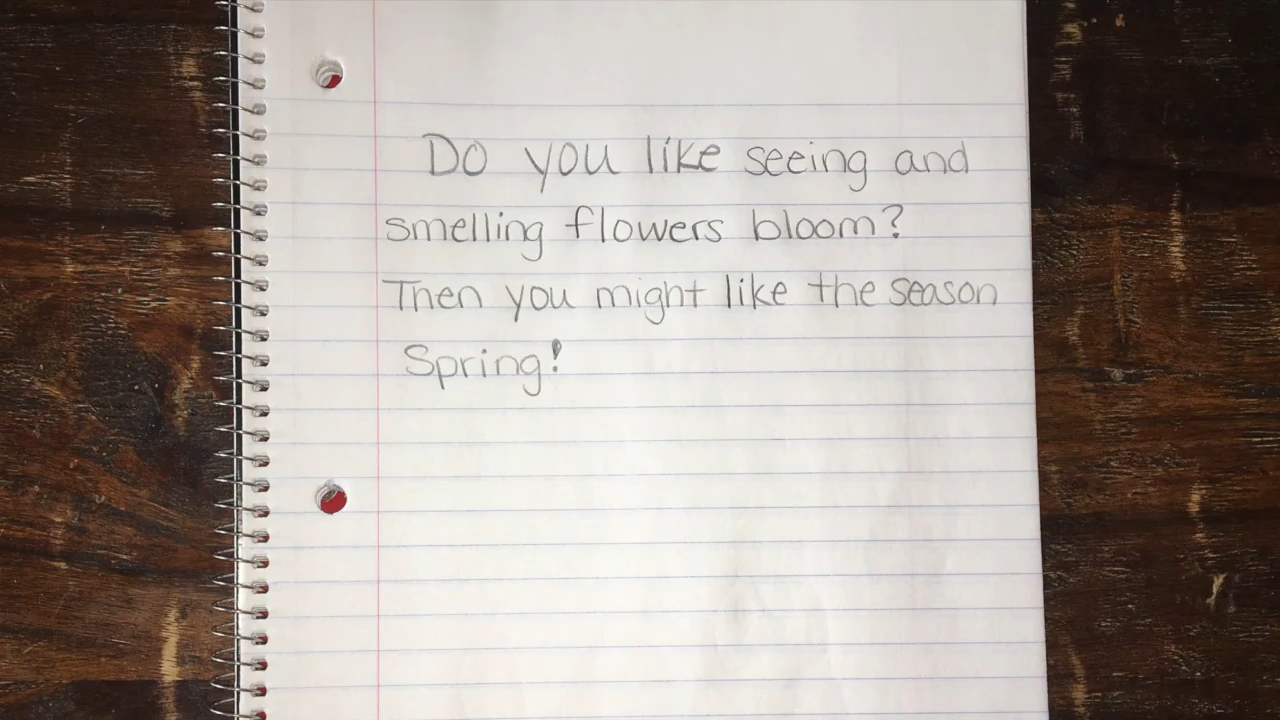 Do you like seeing and
smelling flowers bloom?
Then you might like the season
Spring!